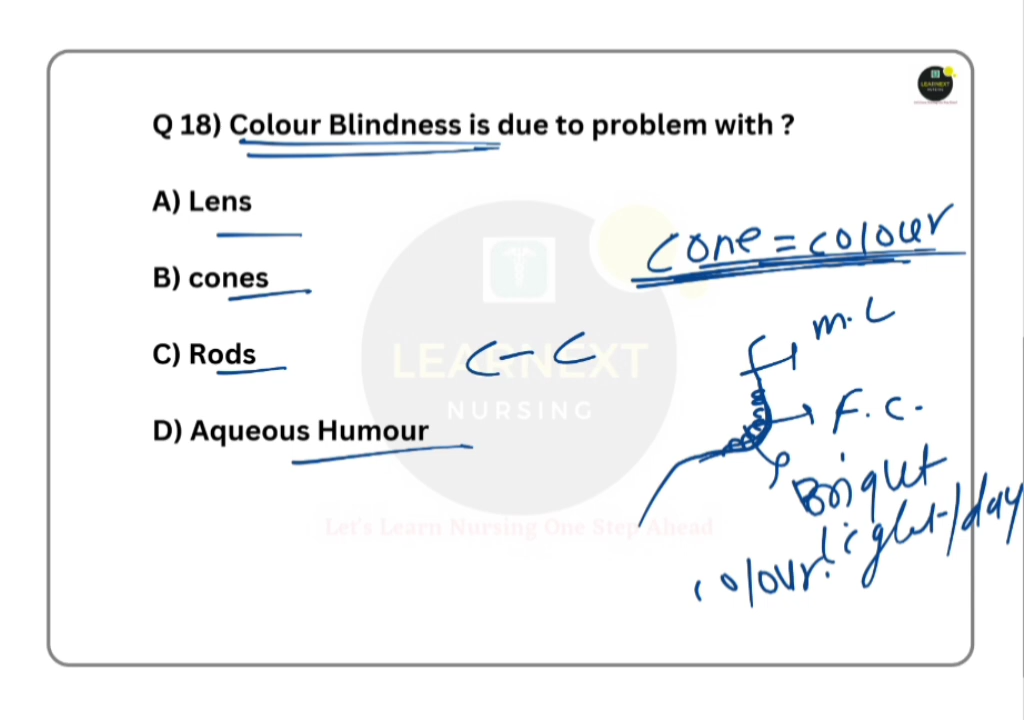 LEARNEXT
Q 18) Colour Blindness is due to problem with ?
A) Lens
B) cones
C) Rods
D) Aqueous Humour
Cone = colour
C - C
m. L
F. C.
Bright
light/day
colour.
LEARNEXT
NURSING
Let's Learn Nursing One Step Ahead